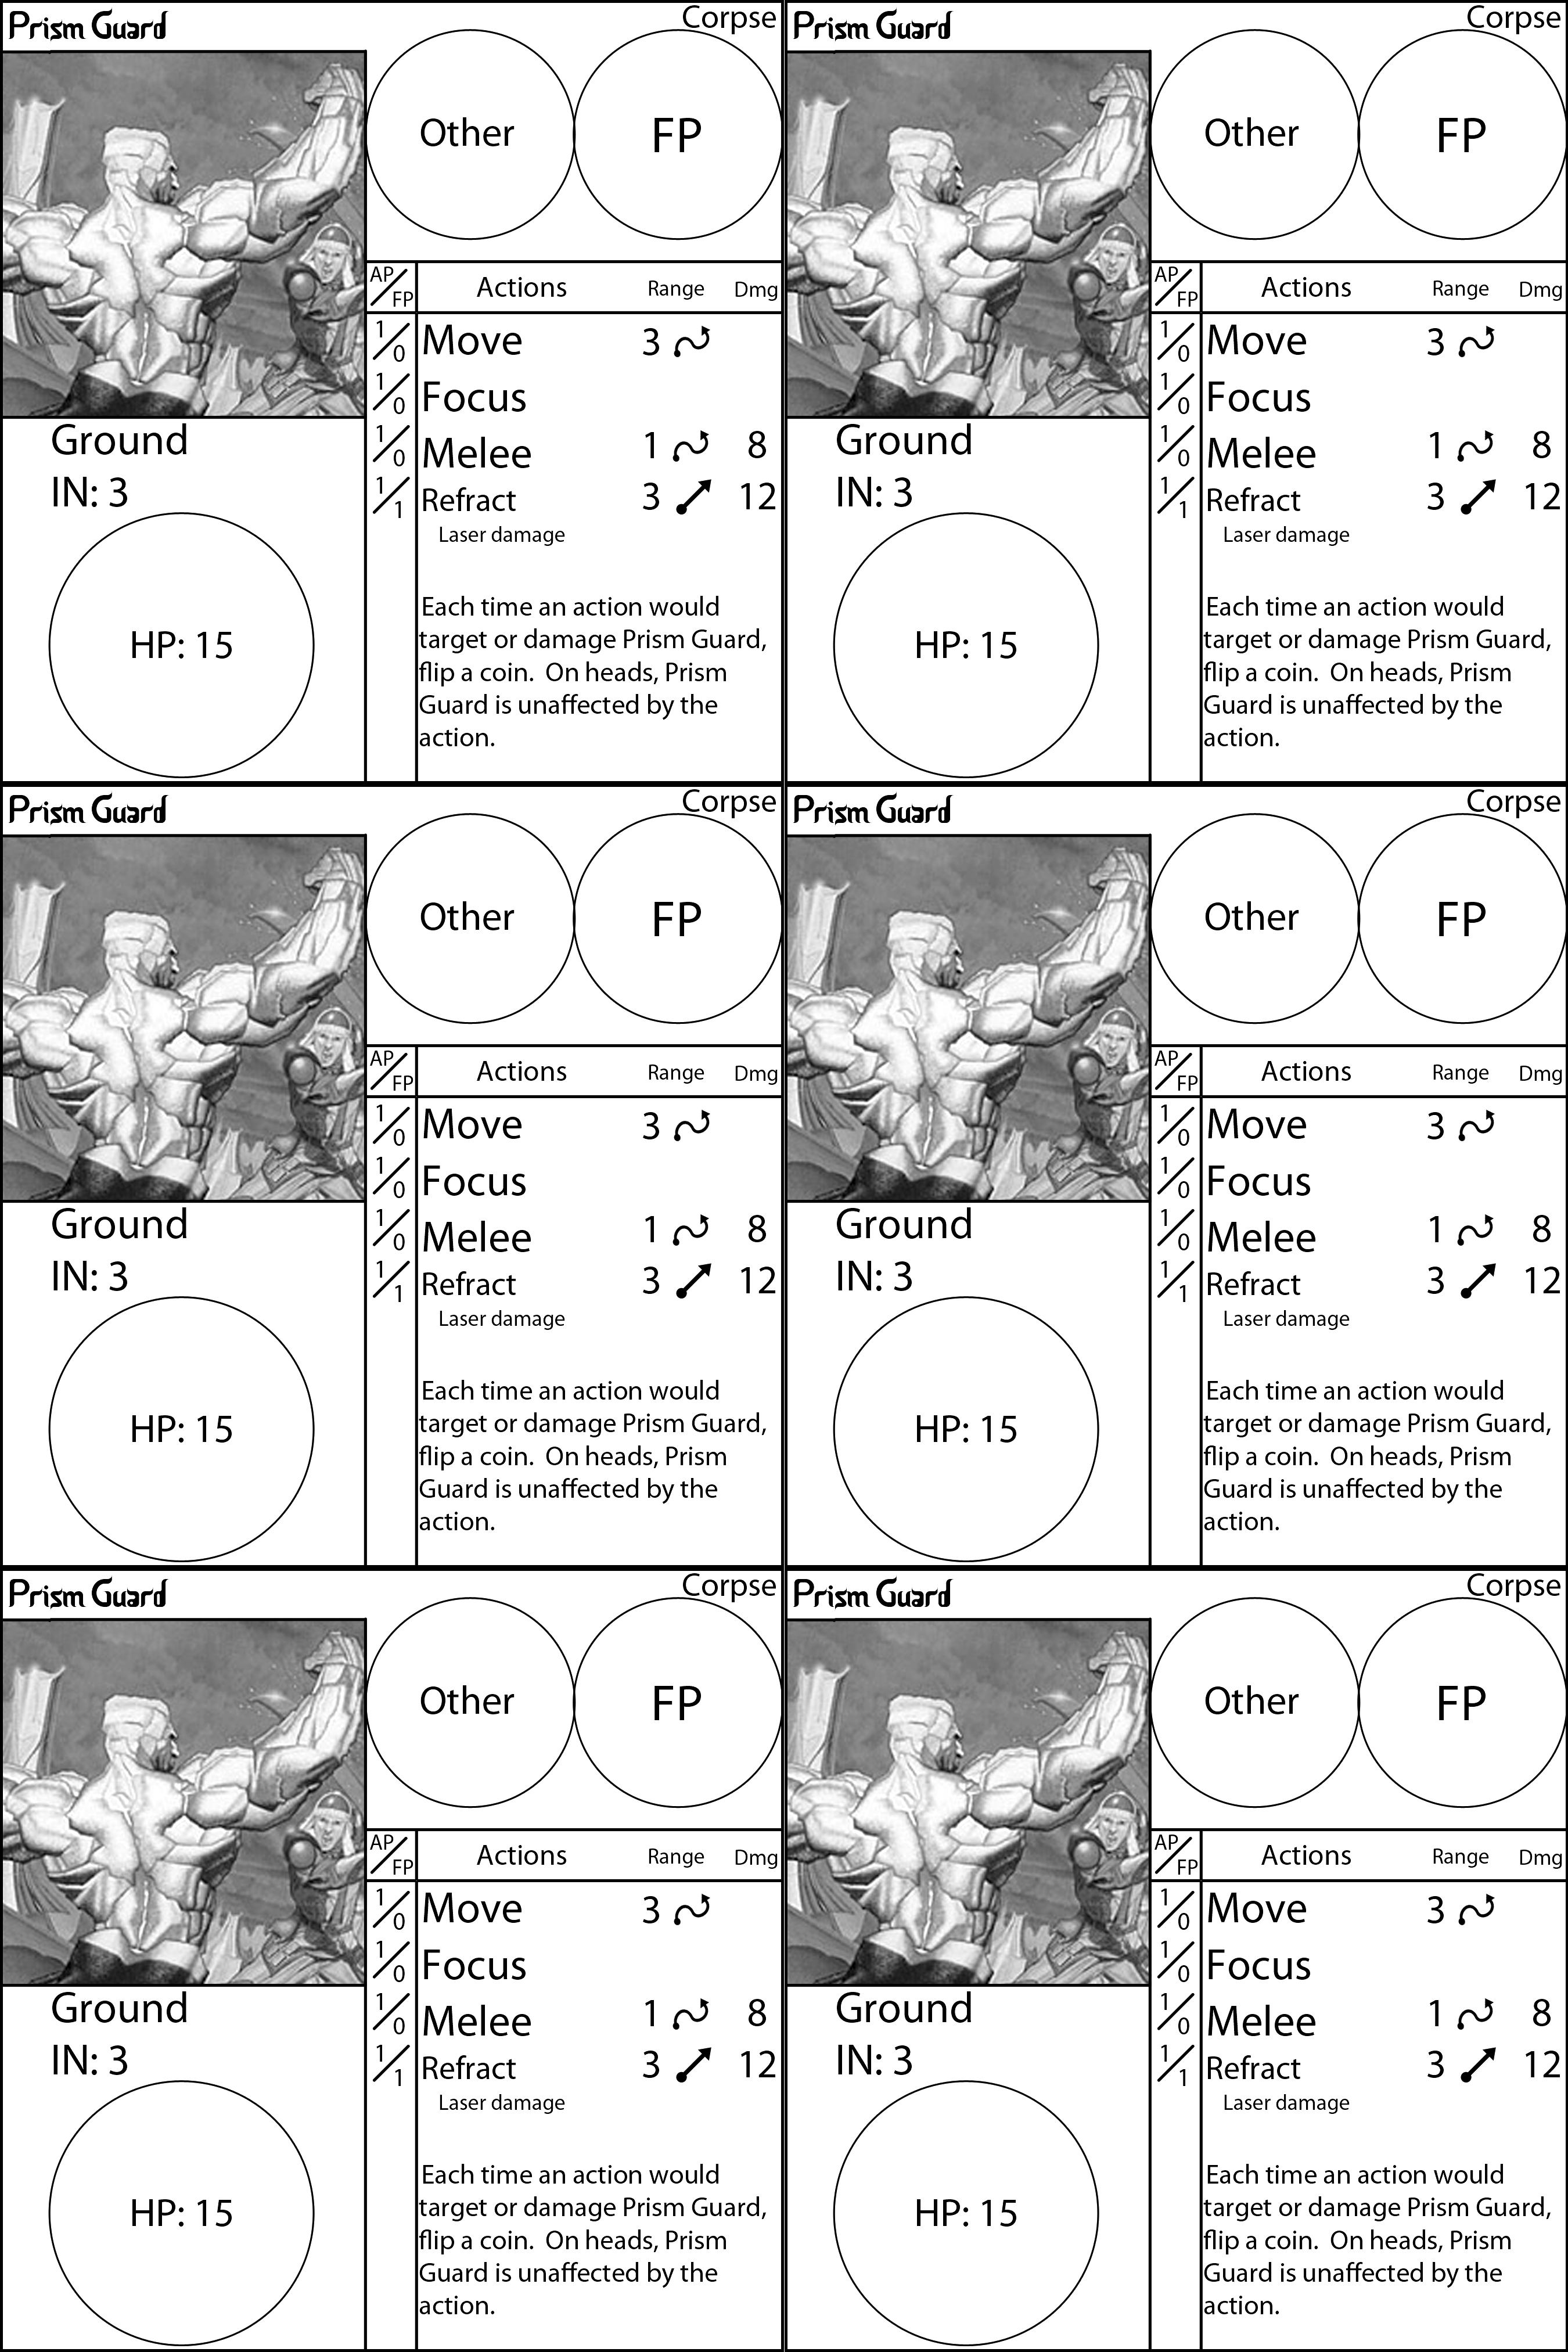 Prism Guard
Corpse
Other FP
AP/FP Actions Range Dmg
1/0 Move 3
1/0 Focus
1/0 Melee 1 8
1/1 Refract 3 12
Laser damage
Ground
IN: 3
HP: 15
Each time an action would
target or damage Prism Guard,
flip a coin. On heads, Prism
Guard is unaffected by the
action.
Prism Guard
Corpse
Other FP
AP/FP Actions Range Dmg
1/0 Move 3
1/0 Focus
1/0 Melee 1 8
1/1 Refract 3 12
Laser damage
Ground
IN: 3
HP: 15
Each time an action would
target or damage Prism Guard,
flip a coin. On heads, Prism
Guard is unaffected by the
action.
Prism Guard
Corpse
Other FP
AP/FP Actions Range Dmg
1/0 Move 3
1/0 Focus
1/0 Melee 1 8
1/1 Refract 3 12
Laser damage
Ground
IN: 3
HP: 15
Each time an action would
target or damage Prism Guard,
flip a coin. On heads, Prism
Guard is unaffected by the
action.
Prism Guard
Corpse
Other FP
AP/FP Actions Range Dmg
1/0 Move 3
1/0 Focus
1/0 Melee 1 8
1/1 Refract 3 12
Laser damage
Ground
IN: 3
HP: 15
Each time an action would
target or damage Prism Guard,
flip a coin. On heads, Prism
Guard is unaffected by the
action.
Prism Guard
Corpse
Other FP
AP/FP Actions Range Dmg
1/0 Move 3
1/0 Focus
1/0 Melee 1 8
1/1 Refract 3 12
Laser damage
Ground
IN: 3
HP: 15
Each time an action would
target or damage Prism Guard,
flip a coin. On heads, Prism
Guard is unaffected by the
action.
Prism Guard
Corpse
Other FP
AP/FP Actions Range Dmg
1/0 Move 3
1/0 Focus
1/0 Melee 1 8
1/1 Refract 3 12
Laser damage
Ground
IN: 3
HP: 15
Each time an action would
target or damage Prism Guard,
flip a coin. On heads, Prism
Guard is unaffected by the
action.